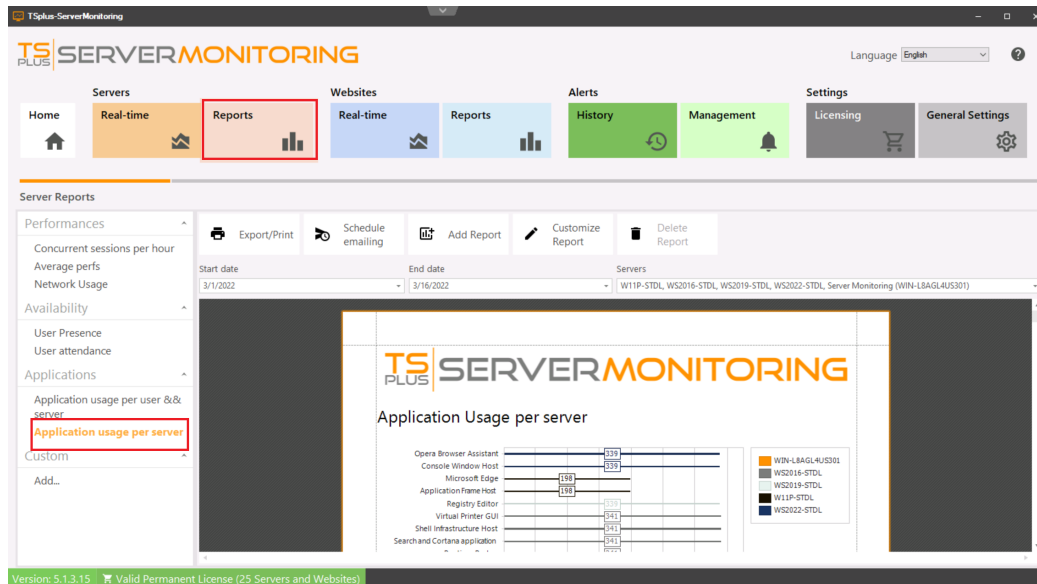 TSplus-ServerMonitoring
TS PLUS SERVERMONITORING
Language English
Servers
Websites
Alerts
Settings
Home
Real-time
Reports
Real-time
Reports
History
Management
Licensing
General Settings
Server Reports
Performances
Concurrent sessions per hour
Average perfs
Network Usage
Availability
User Presence
User attendance
Applications
Application usage per user &&
server
Application usage per server
Custom
Add...
Export/Print
Schedule
emailing
Add Report
Customize
Report
Delete
Report
Start date
End date
Servers
3/1/2022
3/16/2022
W11P-STDL, WS2016-STDL, WS2019-STDL, WS2022-STDL, Server Monitoring (WIN-L8AGL4US301)
TS PLUS SERVERMONITORING
Application Usage per server
Opera Browser Assistant 339
Console Window Host 339
Microsoft Edge 198
Application Frame Host 198
Registry Editor
Virtual Printer GUI 341
Shell Infrastructure Host 341
Search and Cortana application 341
WIN-L8AGL4US301
WS2016-STDL
WS2019-STDL
W11P-STDL
WS2022-STDL
Version: 5.1.3.15 Valid Permanent License (25 Servers and Websites)